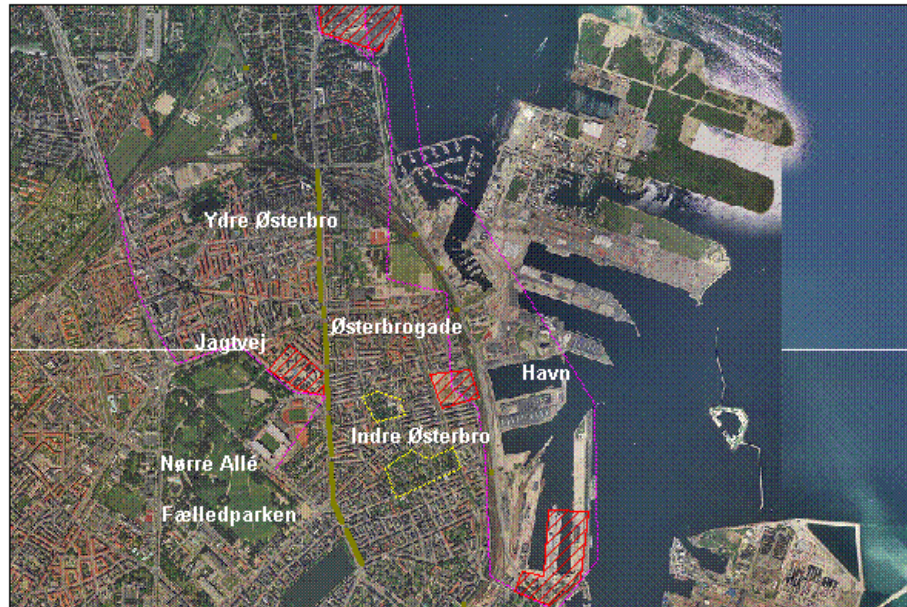 Ydre Østerbro
Østerbrogade
Jagtvej
Havn
Indre Østerbro
Nørre Allé
Fælledparken